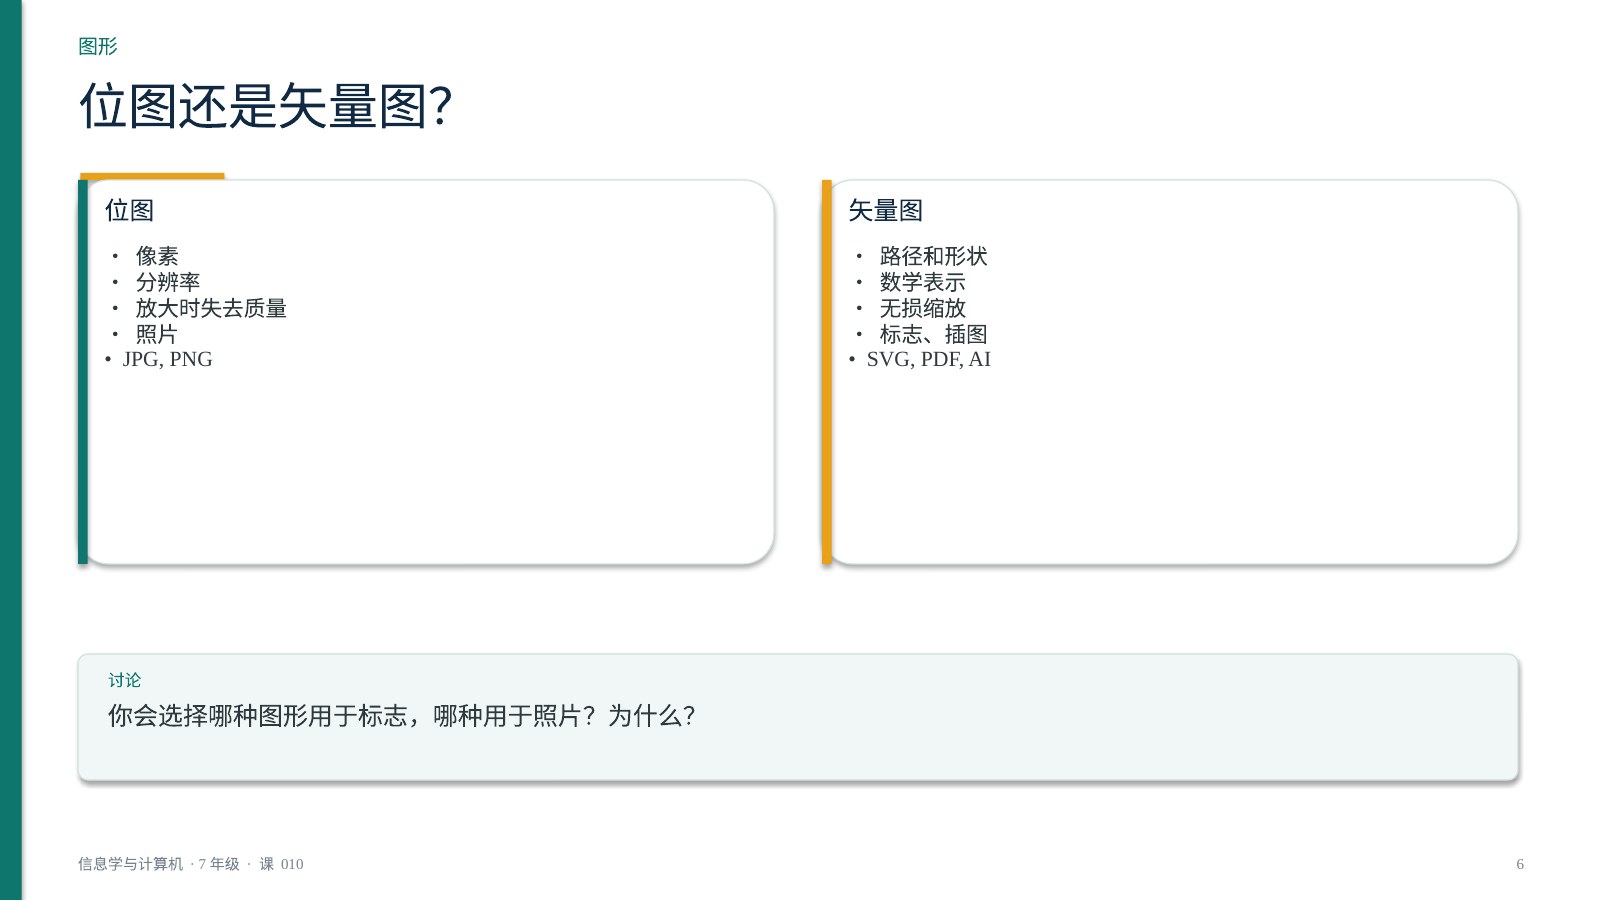 图形
位图还是矢量图？
位图
• 像素
• 分辨率
• 放大时失去质量
• 照片
• JPG, PNG
矢量图
• 路径和形状
• 数学表示
• 无损缩放
• 标志、插图
• SVG, PDF, AI
讨论
你会选择哪种图形用于标志，哪种用于照片？为什么？
信息学与计算机 · 7 年级 · 课 010
6